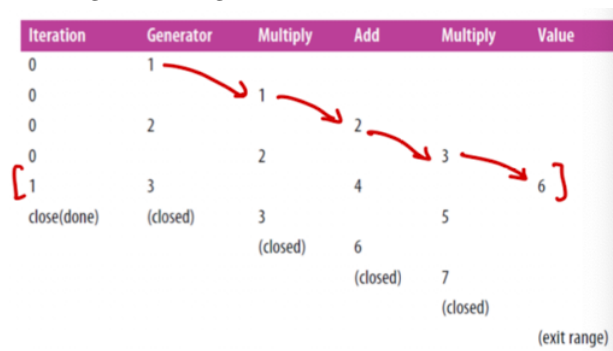 Iteration Generator Multiply Add Multiply Value
0 1
0 1
0 2 2
0 2 3
1 3 4 6
close(done) (closed) 3 5
(closed) 6
(closed) 7
(closed)
(exit range)